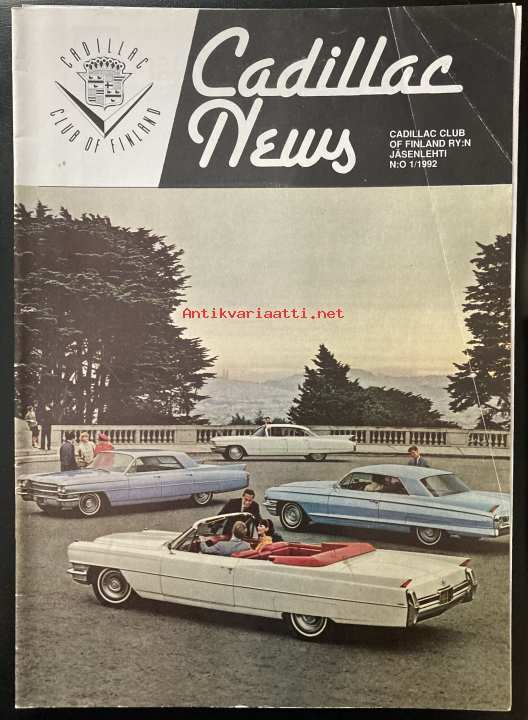 CADILLAC
CLUB OF FINLAND
Cadillac
News
CADILLAC CLUB
OF FINLAND RY:N
JÄSENLEHTI
N:O 1/1992
Antikvariaatti.net